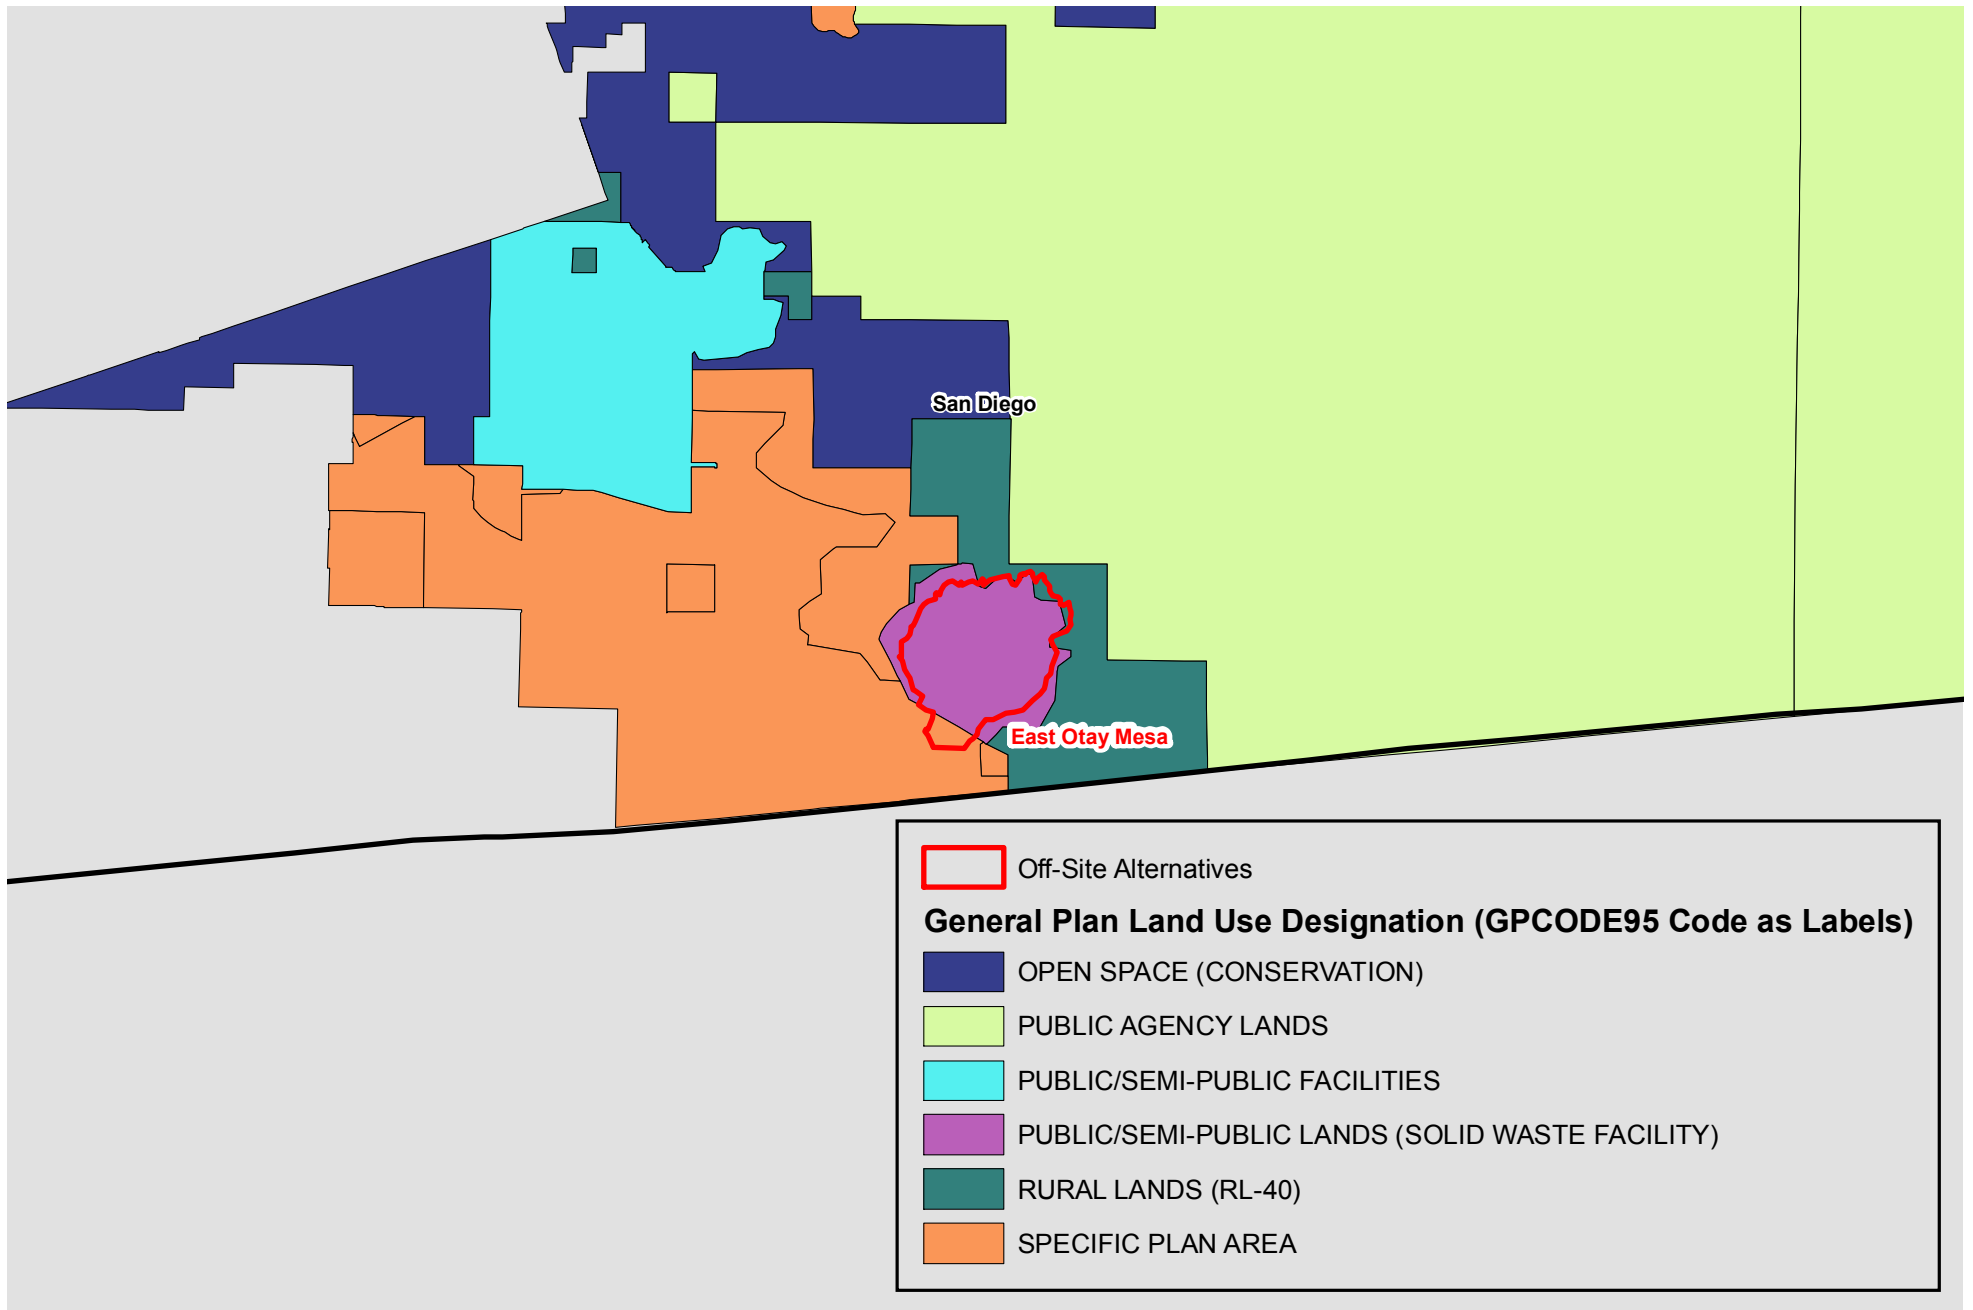 San Diego
East Otay Mesa
Off-Site Alternatives
General Plan Land Use Designation (GPCODE95 Code as Labels)
OPEN SPACE (CONSERVATION)
PUBLIC AGENCY LANDS
PUBLIC/SEMI-PUBLIC FACILITIES
PUBLIC/SEMI-PUBLIC LANDS (SOLID WASTE FACILITY)
RURAL LANDS (RL-40)
SPECIFIC PLAN AREA